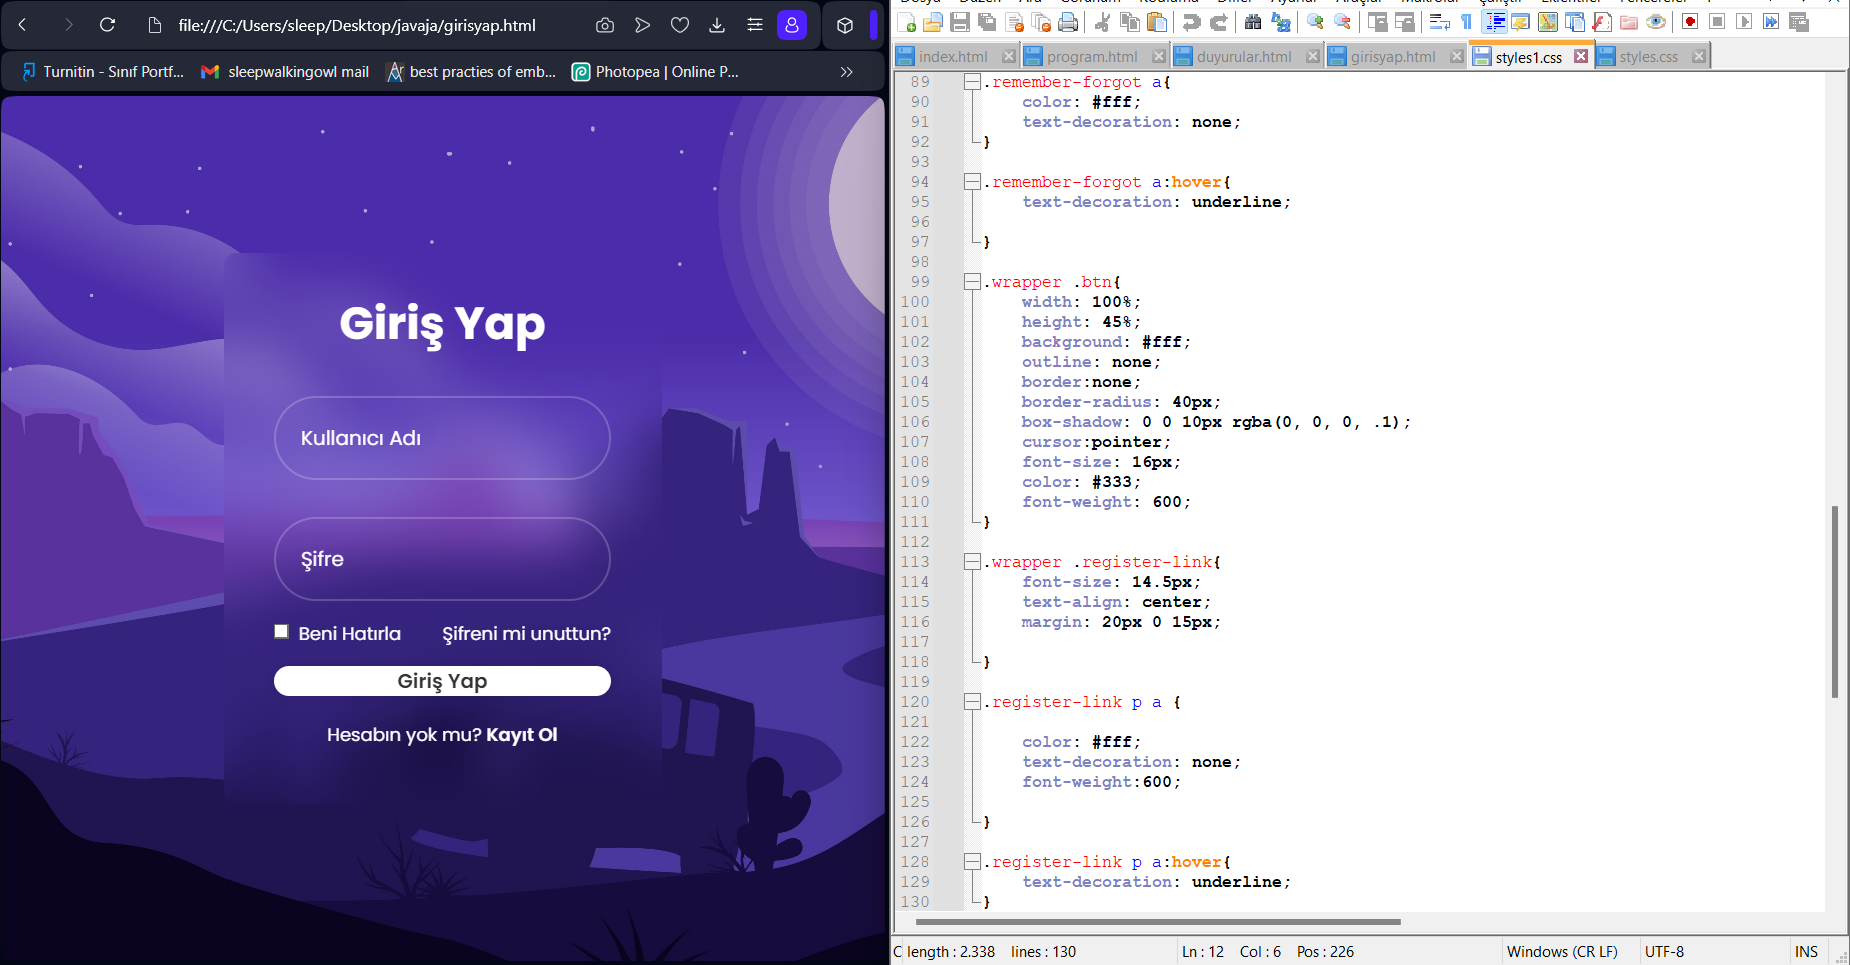 file:///C:/Users/sleep/Desktop/javaja/girisyap.html
Turnitin - Sınıf Portf...
sleepwalkingowl mail
best practies of emb...
Photopea | Online P...
Giriş Yap
Kullanıcı Adı
Şifre
Beni Hatırla
Şifreni mi unuttun?
Giriş Yap
Hesabın yok mu? Kayıt Ol
index.html
program.html
duyurular.html
girisyap.html
styles1.css
styles.css
89 .remember-forgot a{
90 color: #fff;
91 text-decoration: none;
92 }
93
94 .remember-forgot a:hover{
95 text-decoration: underline;
96
97 }
98
99 .wrapper .btn{
100 width: 100%;
101 height: 45%;
102 background: #fff;
103 outline: none;
104 border:none;
105 border-radius: 40px;
106 box-shadow: 0 0 10px rgba(0, 0, 0, .1);
107 cursor:pointer;
108 font-size: 16px;
109 color: #333;
110 font-weight: 600;
111 }
112
113 .wrapper .register-link{
114 font-size: 14.5px;
115 text-align: center;
116 margin: 20px 0 15px;
117
118 }
119
120 .register-link p a {
121
122 color: #fff;
123 text-decoration: none;
124 font-weight:600;
125
126 }
127
128 .register-link p a:hover{
129 text-decoration: underline;
130 }
C length : 2.338 lines : 130
Ln : 12 Col : 6 Pos : 226
Windows (CR LF)
UTF-8
INS